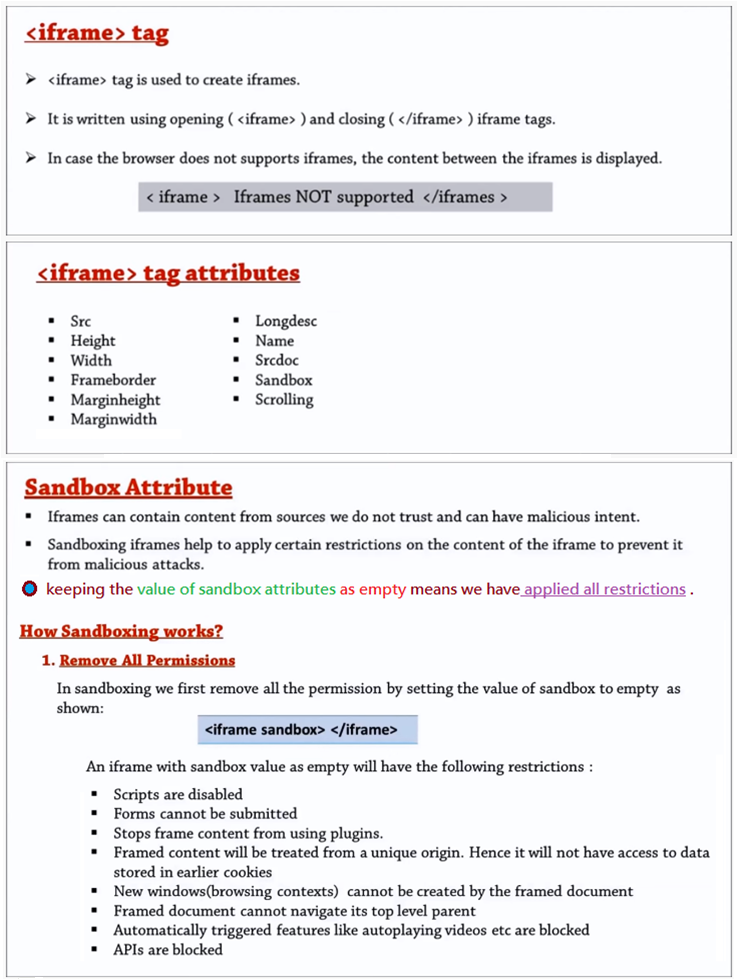 <iframe> tag
➢ <iframe> tag is used to create iframes.
➢ It is written using opening ( <iframe> ) and closing ( </iframe> ) iframe tags.
➢ In case the browser does not supports iframes, the content between the iframes is displayed.
< iframe > Iframes NOT supported </iframes >
<iframe> tag attributes
▪ Src
▪ Height
▪ Width
▪ Frameborder
▪ Marginheight
▪ Marginwidth
▪ Longdesc
▪ Name
▪ Srcdoc
▪ Sandbox
▪ Scrolling
Sandbox Attribute
▪ Iframes can contain content from sources we do not trust and can have malicious intent.
▪ Sandboxing iframes help to apply certain restrictions on the content of the iframe to prevent it
from malicious attacks.
keeping the value of sandbox attributes as empty means we have applied all restrictions .
How Sandboxing works?
1. Remove All Permissions
In sandboxing we first remove all the permission by setting the value of sandbox to empty as
shown:
<iframe sandbox> </iframe>
An iframe with sandbox value as empty will have the following restrictions :
▪ Scripts are disabled
▪ Forms cannot be submitted
▪ Stops frame content from using plugins.
▪ Framed content will be treated from a unique origin. Hence it will not have access to data
stored in earlier cookies
▪ New windows(browsing contexts) cannot be created by the framed document
▪ Framed document cannot navigate its top level parent
▪ Automatically triggered features like autoplaying videos etc are blocked
▪ APIs are blocked